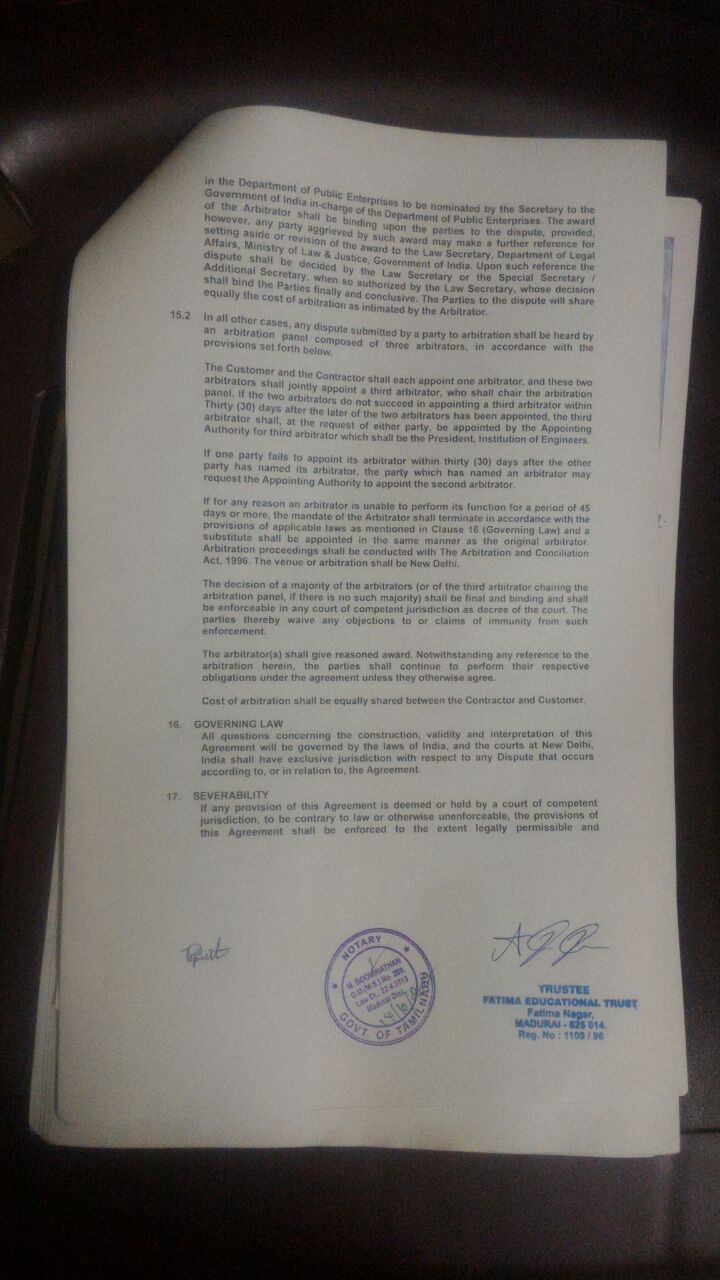 in the Department of Public Enterprises to be nominated by the Secretary to the
Government of India in-charge of the Department of Public Enterprises. The award
of the Arbitrator shall be binding upon the parties to the dispute, provided,
however, any party aggrieved by such award may make a further reference for
setting aside or revision of the award to the Law Secretary, Department of Legal
Affairs, Ministry of Law & Justice, Government of India. Upon such reference the
dispute shall be decided by the Law Secretary or the Special Secretary /
Additional Secretary, when so authorized by the Law Secretary, whose decision
shall bind the Parties finally and conclusive. The Parties to the dispute will share
equally the cost of arbitration as intimated by the Arbitrator.
15.2 In all other cases, any dispute submitted by a party to arbitration shall be heard by
an arbitration panel composed of three arbitrators, in accordance with the
provisions set forth below.
The Customer and the Contractor shall each appoint one arbitrator, and these two
arbitrators shall jointly appoint a third arbitrator, who shall chair the arbitration
panel. If the two arbitrators do not succeed in appointing a third arbitrator within
Thirty (30) days after the later of the two arbitrators has been appointed, the third
arbitrator shall, at the request of either party, be appointed by the Appointing
Authority for third arbitrator which shall be the President, Institution of Engineers.
If one party fails to appoint its arbitrator within thirty (30) days after the other
party has named its arbitrator, the party which has named an arbitrator may
request the Appointing Authority to appoint the second arbitrator.
If for any reason an arbitrator is unable to perform its function for a period of 45
days or more, the mandate of the Arbitrator shall terminate in accordance with the
provisions of applicable laws as mentioned in Clause 16 (Governing Law) and a
substitute shall be appointed in the same manner as the original arbitrator.
Arbitration proceedings shall be conducted with The Arbitration and Conciliation
Act, 1996. The venue or arbitration shall be New Delhi.
The decision of a majority of the arbitrators (or of the third arbitrator chairing the
arbitration panel, if there is no such majority) shall be final and binding and shall
be enforceable in any court of competent jurisdiction as decree of the court. The
parties thereby waive any objections to or claims of immunity from such
enforcement.
The arbitrator(s) shall give reasoned award. Notwithstanding any reference to the
arbitration herein, the parties shall continue to perform their respective
obligations under the agreement unless they otherwise agree.
Cost of arbitration shall be equally shared between the Contractor and Customer.
16. GOVERNING LAW
All questions concerning the construction, validity and interpretation of this
Agreement will be governed by the laws of India, and the courts at New Delhi,
India shall have exclusive jurisdiction with respect to any Dispute that occurs
according to, or in relation to, the Agreement.
17. SEVERABILITY
If any provision of this Agreement is deemed or held by a court of competent
jurisdiction, to be contrary to law or otherwise unenforceable, the provisions of
this Agreement shall be enforced to the extent legally permissible and
NOTARY
M. BOOMINATHAN
G.O.(M.S.) No. 269.
Law Dt.: 22.4.2013
Madurai Dist.
GOVT. OF TAMILNADU
TRUSTEE
FATIMA EDUCATIONAL TRUST
Fatima Nagar,
MADURAI - 625 014.
Reg. No : 1109 / 96